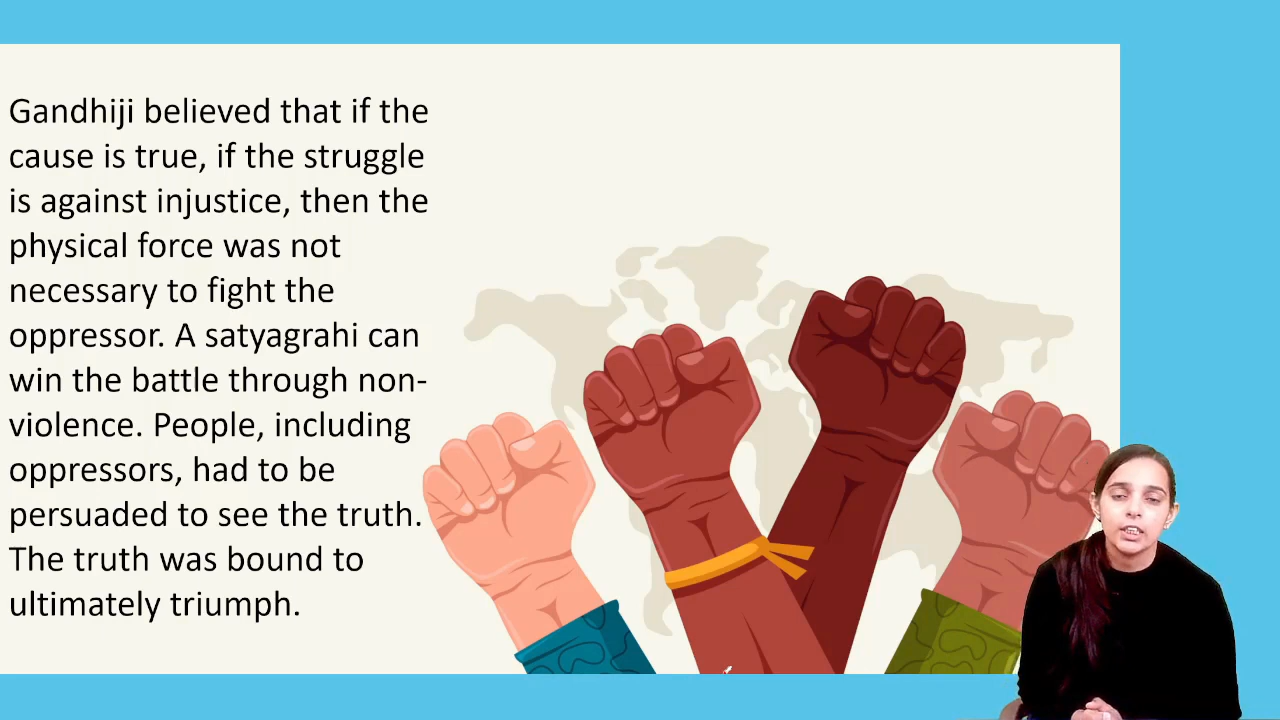 Gandhiji believed that if the
cause is true, if the struggle
is against injustice, then the
physical force was not
necessary to fight the
oppressor. A satyagrahi can
win the battle through non-
violence. People, including
oppressors, had to be
persuaded to see the truth.
The truth was bound to
ultimately triumph.